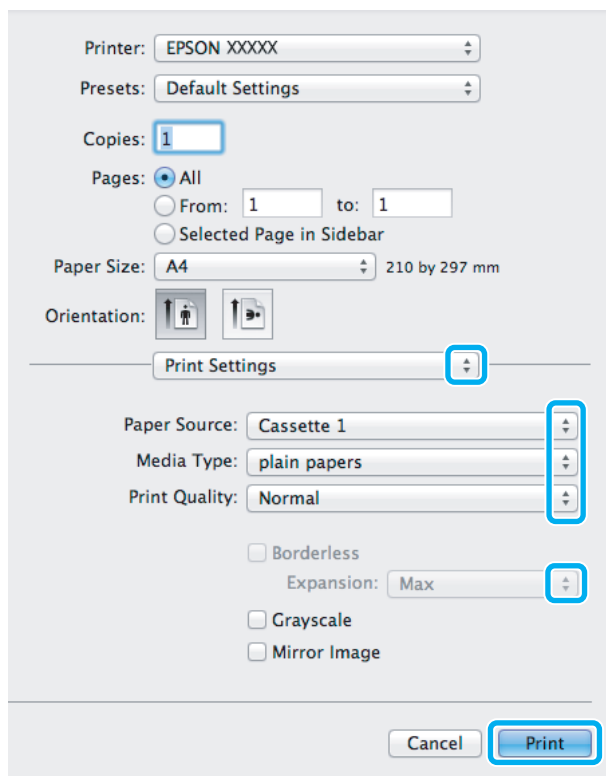 Printer: EPSON XXXXX
Presets: Default Settings
Copies: 1
Pages: All
From: 1 to: 1
Selected Page in Sidebar
Paper Size: A4 210 by 297 mm
Orientation:
Print Settings
Paper Source: Cassette 1
Media Type: plain papers
Print Quality: Normal
Borderless
Expansion: Max
Grayscale
Mirror Image
Cancel Print